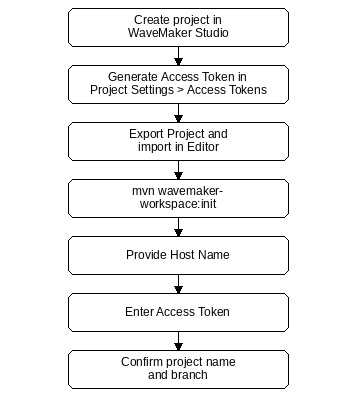 Create project in
WaveMaker Studio
Generate Access Token in
Project Settings > Access Tokens
Export Project and
import in Editor
mvn wavemaker-
workspace:init
Provide Host Name
Enter Access Token
Confirm project name
and branch